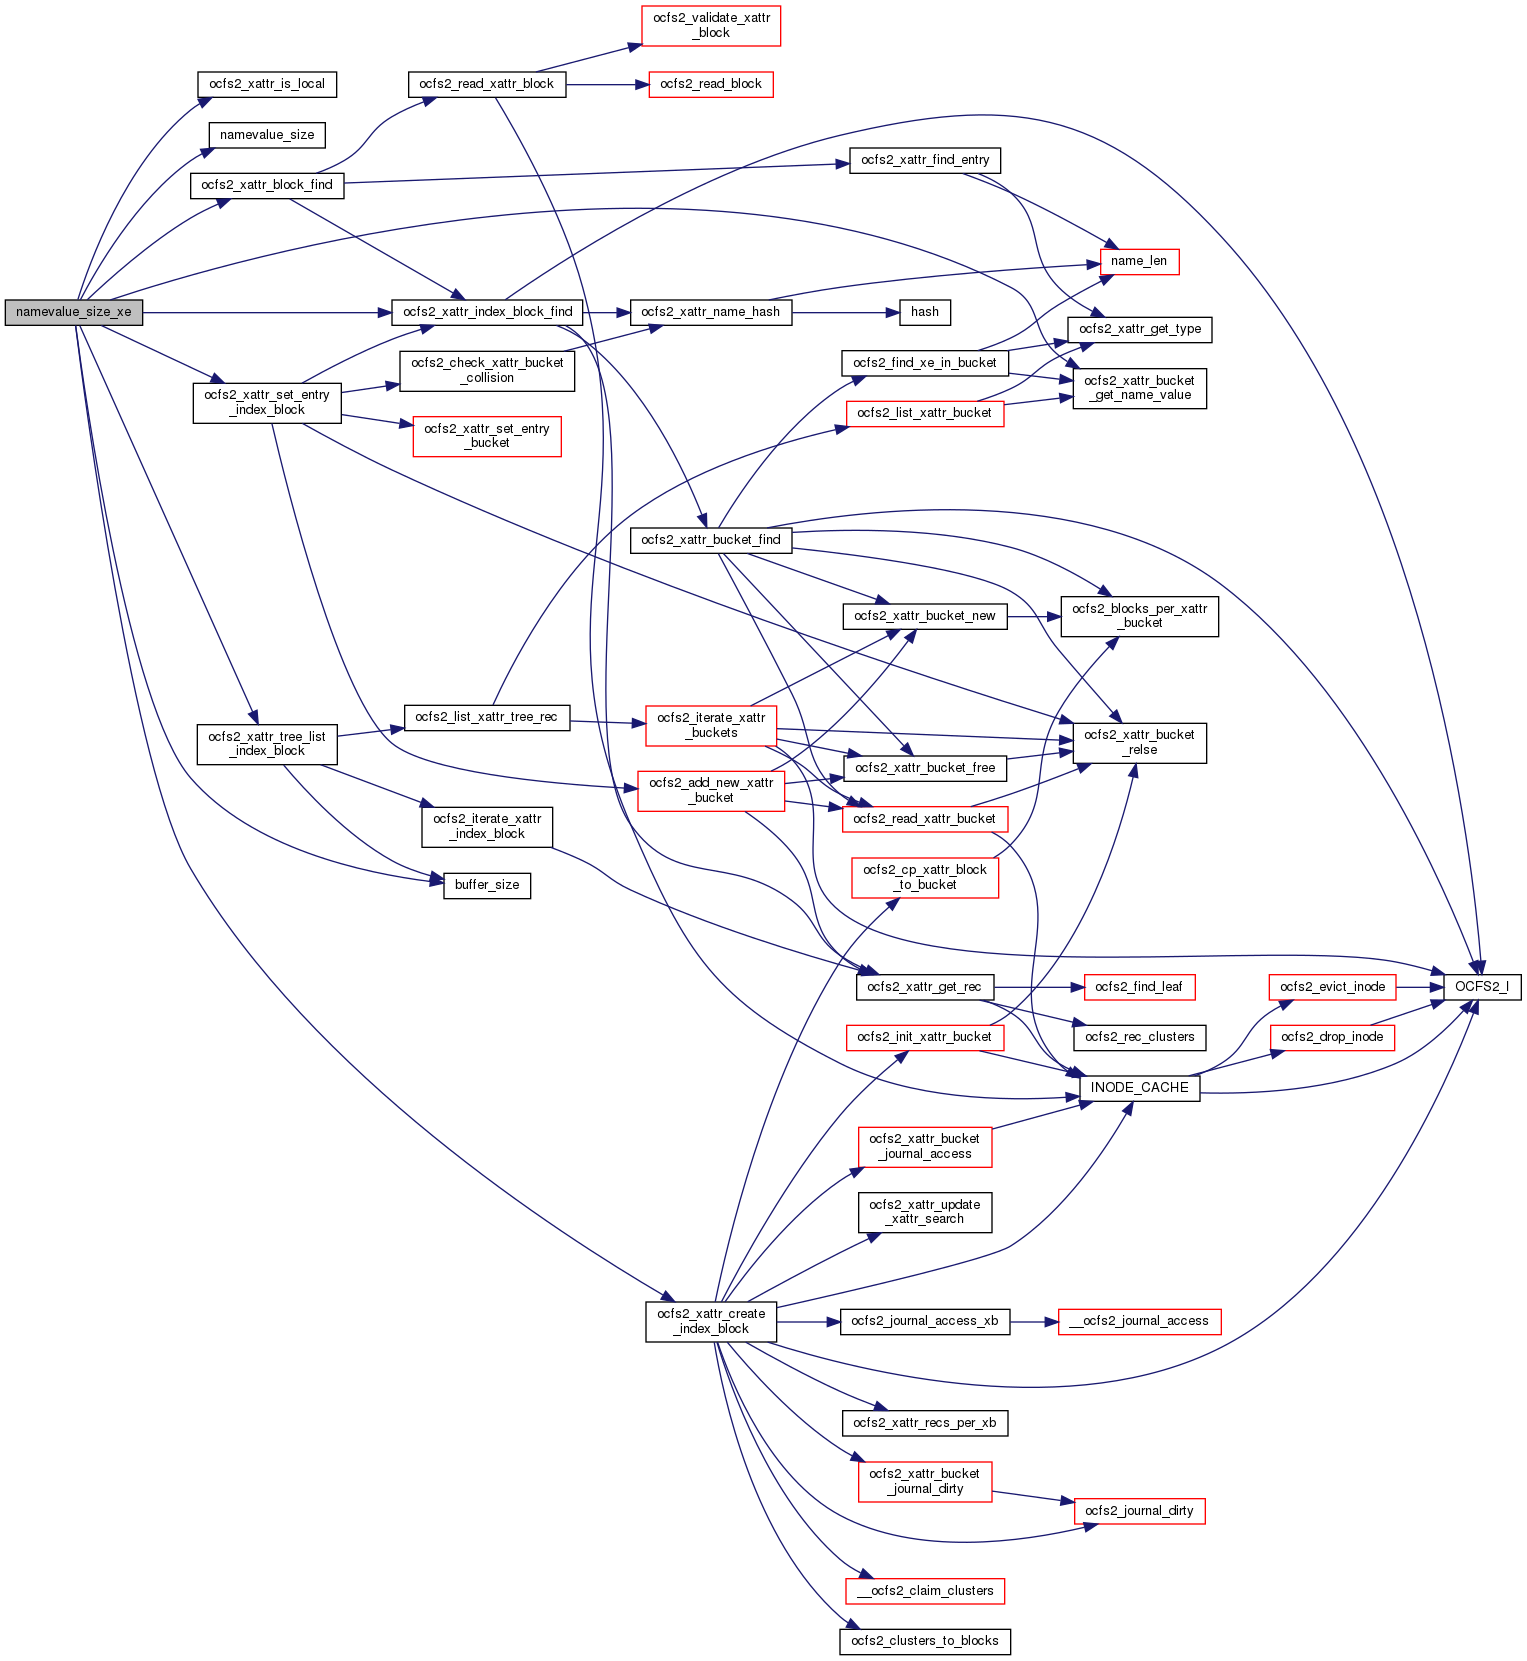 ocfs2_validate_xattr
_block
ocfs2_xattr_is_local
ocfs2_read_xattr_block
ocfs2_read_block
namevalue_size
ocfs2_xattr_find_entry
ocfs2_xattr_block_find
name_len
namevalue_size_xe
ocfs2_xattr_index_block_find
ocfs2_xattr_name_hash
hash
ocfs2_xattr_get_type
ocfs2_check_xattr_bucket
_collision
ocfs2_find_xe_in_bucket
ocfs2_xattr_bucket
_get_name_value
ocfs2_xattr_set_entry
_index_block
ocfs2_list_xattr_bucket
ocfs2_xattr_set_entry
_bucket
ocfs2_xattr_bucket_find
ocfs2_xattr_bucket_new
ocfs2_blocks_per_xattr
_bucket
ocfs2_list_xattr_tree_rec
ocfs2_iterate_xattr
_buckets
ocfs2_xattr_bucket
_relse
ocfs2_xattr_tree_list
_index_block
ocfs2_xattr_bucket_free
ocfs2_add_new_xattr
_bucket
ocfs2_read_xattr_bucket
ocfs2_iterate_xattr
_index_block
ocfs2_cp_xattr_block
_to_bucket
buffer_size
ocfs2_xattr_get_rec
ocfs2_find_leaf
ocfs2_evict_inode
OCFS2_I
ocfs2_init_xattr_bucket
ocfs2_rec_clusters
ocfs2_drop_inode
INODE_CACHE
ocfs2_xattr_bucket
_journal_access
ocfs2_xattr_update
_xattr_search
ocfs2_xattr_create
_index_block
ocfs2_journal_access_xb
__ocfs2_journal_access
ocfs2_xattr_recs_per_xb
ocfs2_xattr_bucket
_journal_dirty
ocfs2_journal_dirty
__ocfs2_claim_clusters
ocfs2_clusters_to_blocks